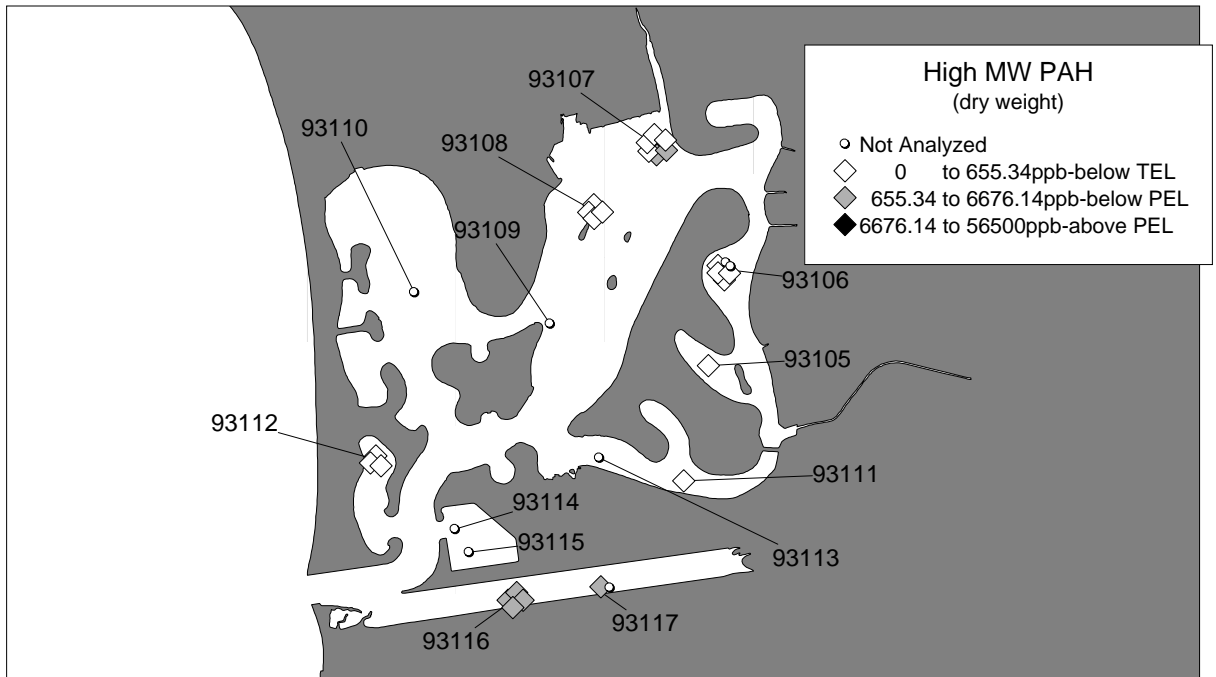 High MW PAH
(dry weight)
Not Analyzed
0 to 655.34ppb-below TEL
655.34 to 6676.14ppb-below PEL
6676.14 to 56500ppb-above PEL
93107
93110
93108
93109
93106
93105
93112
93111
93114
93115
93113
93117
93116